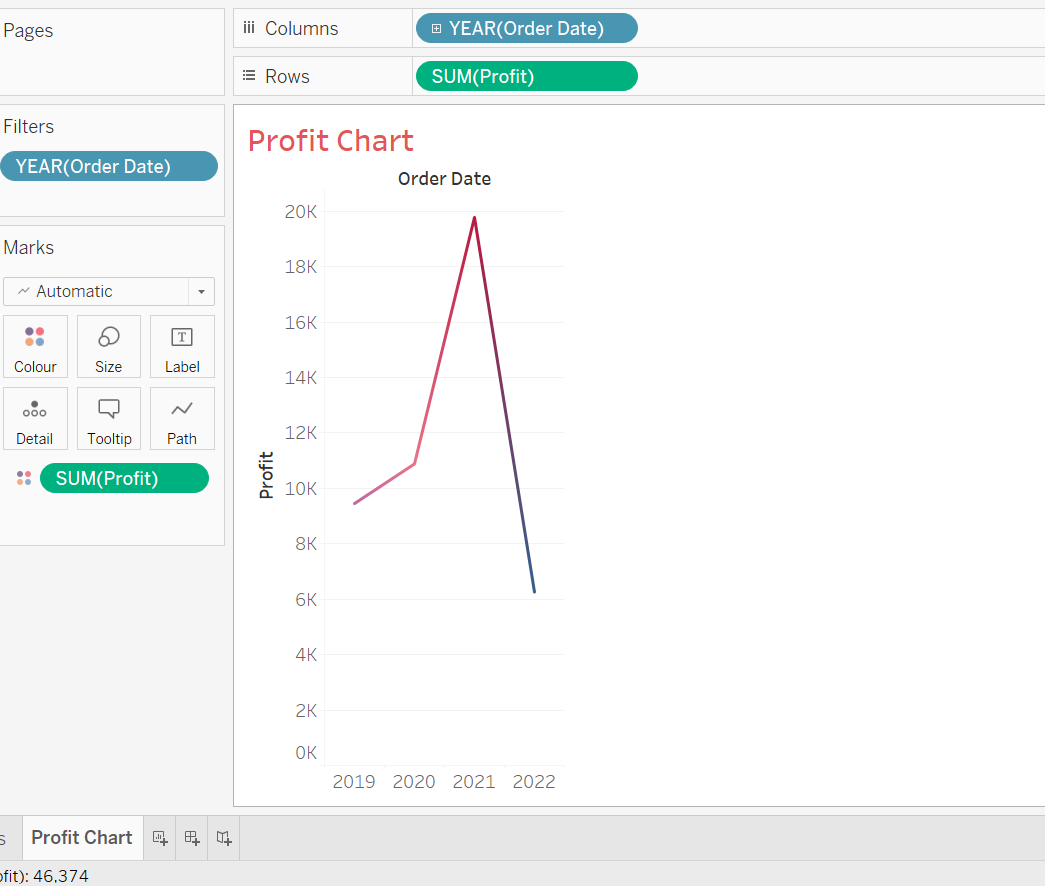 Pages
Columns
YEAR(Order Date)
Rows
SUM(Profit)
Filters
YEAR(Order Date)
Marks
Automatic
Colour
Size
T
Label
Detail
Tooltip
Path
SUM(Profit)
Profit Chart
Order Date
20K
18K
16K
14K
12K
10K
8K
6K
4K
2K
0K
Profit
2019 2020 2021 2022
s
Profit Chart
ofit): 46,374